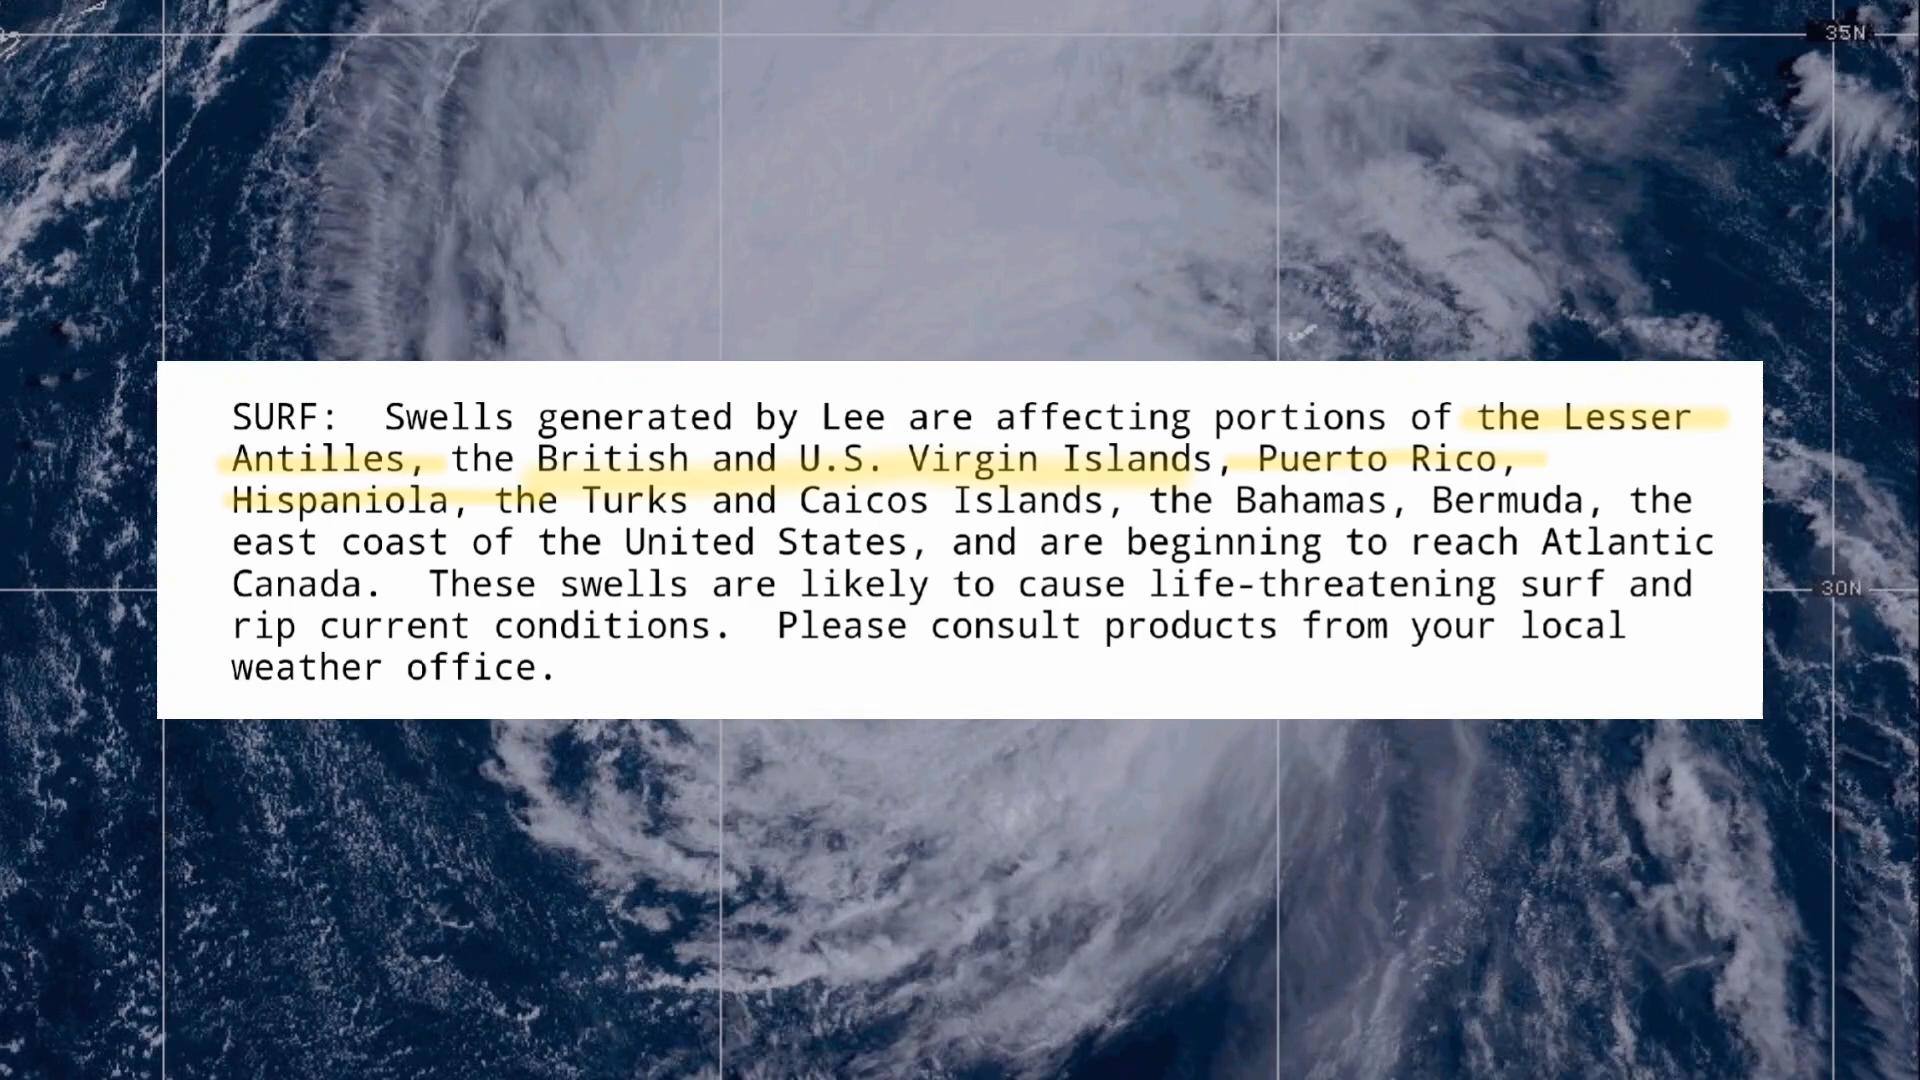 35N
SURF:  Swells generated by Lee are affecting portions of the Lesser
Antilles, the British and U.S. Virgin Islands, Puerto Rico,
Hispaniola, the Turks and Caicos Islands, the Bahamas, Bermuda, the
east coast of the United States, and are beginning to reach Atlantic
Canada.  These swells are likely to cause life-threatening surf and
rip current conditions.  Please consult products from your local
weather office.
30N